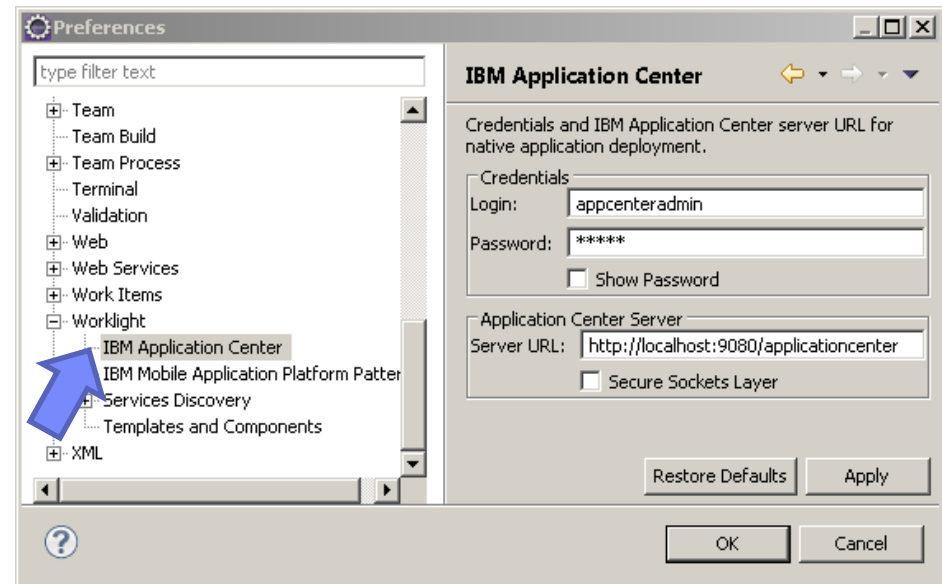 Preferences
type filter text
Team
Team Build
Team Process
Terminal
Validation
Web
Web Services
Work Items
Worklight
IBM Application Center
IBM Mobile Application Platform Patter
Services Discovery
Templates and Components
XML
IBM Application Center
Credentials and IBM Application Center server URL for
native application deployment.
Credentials
Login: appcenteradmin
Password: *****
Show Password
Application Center Server
Server URL: http://localhost:9080/applicationcenter
Secure Sockets Layer
Restore Defaults Apply
? OK Cancel